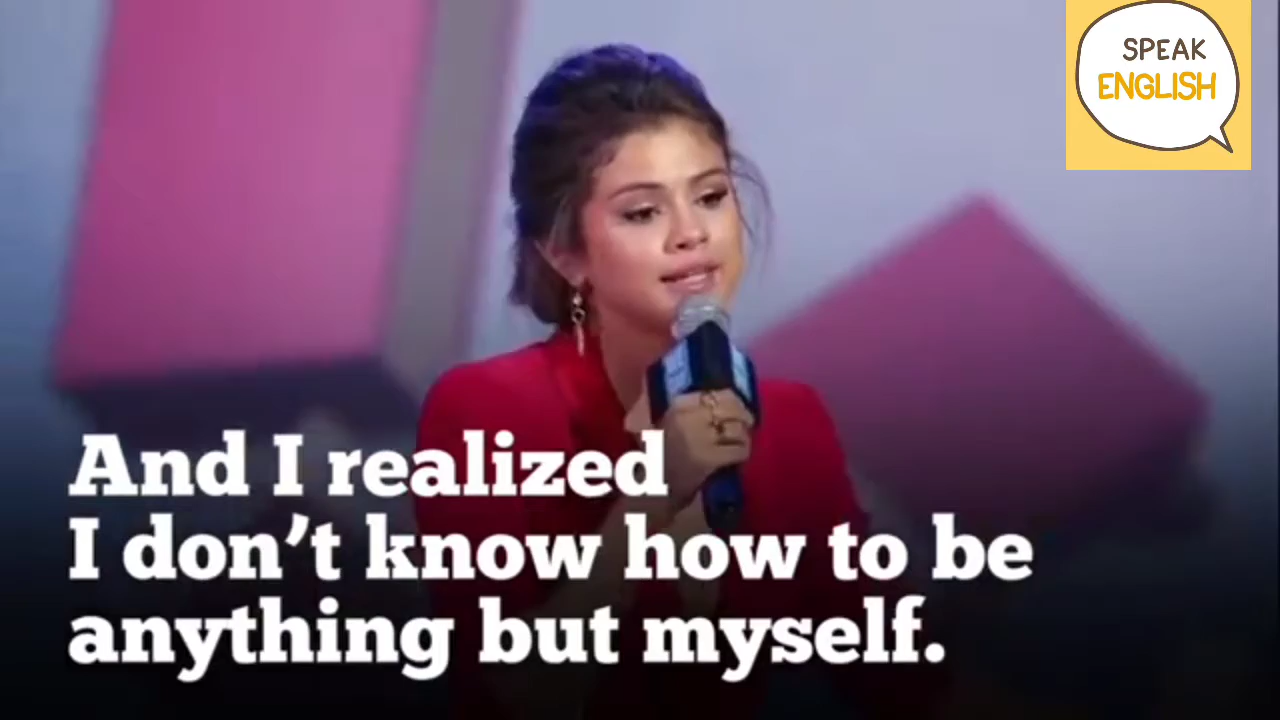 SPEAK
ENGLISH
And I realized
I don’t know how to be
anything but myself.